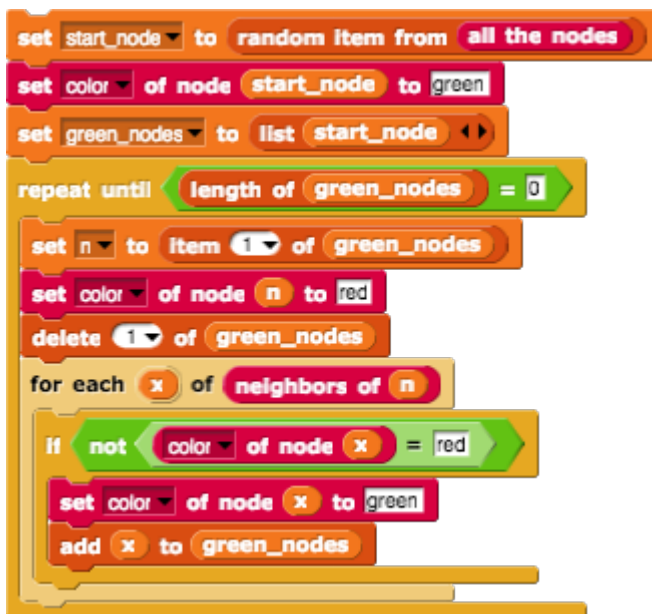 set start_node to random item from all the nodes
set color of node start_node to green
set green_nodes to list start_node
repeat until length of green_nodes = 0
set n to item 1 of green_nodes
set color of node n to red
delete 1 of green_nodes
for each x of neighbors of n
if not color of node x = red
set color of node x to green
add x to green_nodes